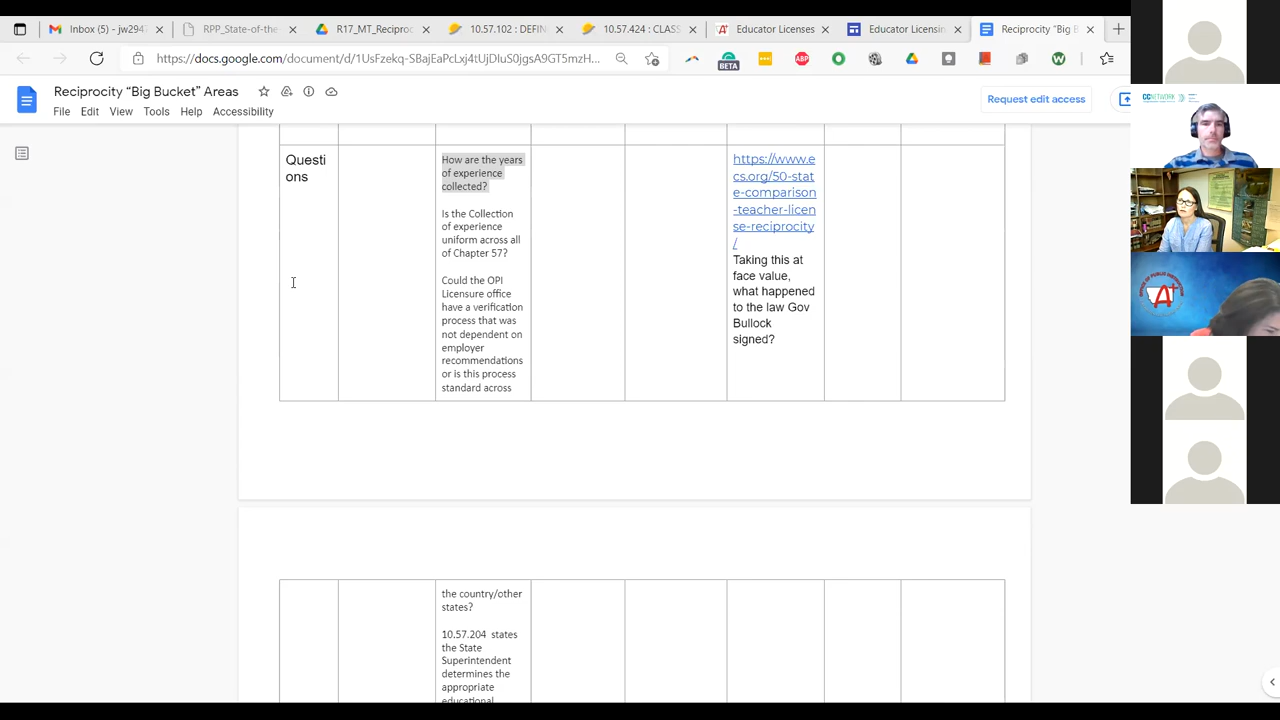 Inbox (5) - jw294
RPP_State-of-the-
R17_MT_Reciproc
10.57.102 : DEFIN
10.57.424 : CLASS
Educator Licenses
Educator Licensing
Reciprocity "Big B
https://docs.google.com/document/d/1UsFzekq-SBajEaPcLxj4tUjDIuS0jgsA9GT5mzH...
BETA
ABP
Reciprocity "Big Bucket" Areas
File Edit View Tools Help Accessibility
Request edit access
CCNETWORK
Questi
ons
How are the years
of experience
collected?
Is the Collection
of experience
uniform across all
of Chapter 57?
Could the OPI
Licensure office
have a verification
process that was
not dependent on
employer
recommendations
or is this process
standard across
https://www.e
cs.org/50-stat
e-comparison
-teacher-licen
se-reciprocity
/
Taking this at
face value,
what happened
to the law Gov
Bullock
signed?
the country/other
states?
10.57.204 states
the State
Superintendent
determines the
appropriate
educational